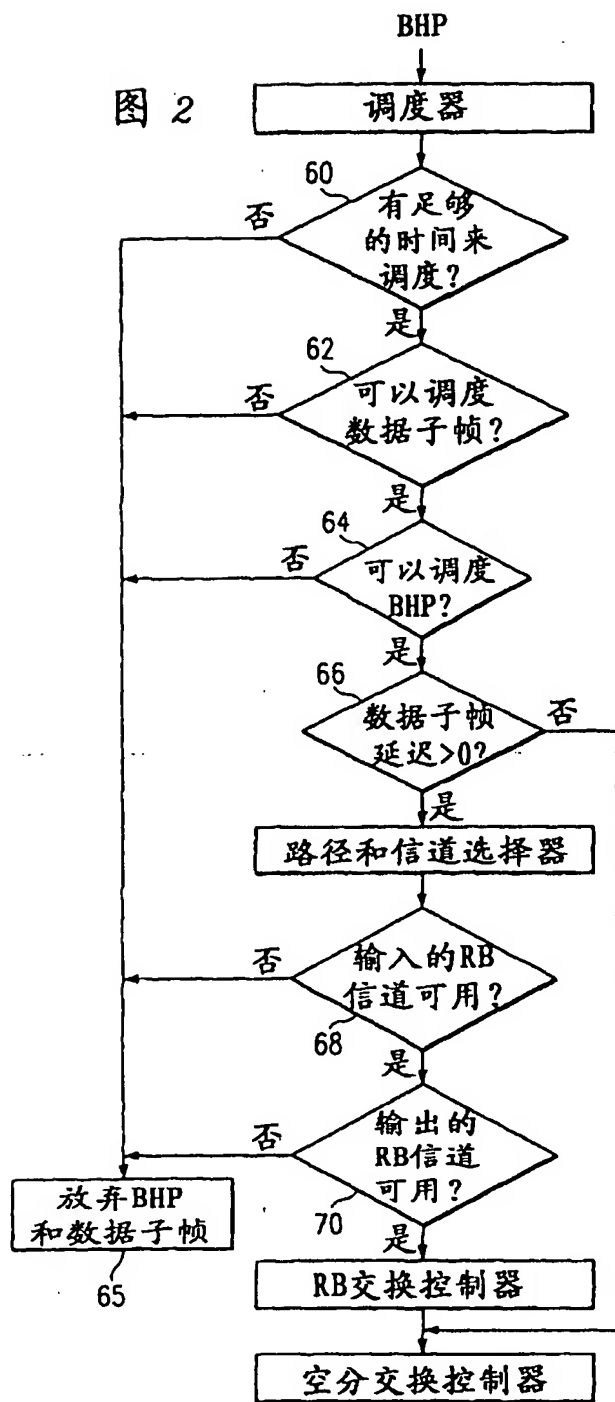 BHP
图 2
调度器
60
否
有足够
的时间来
调度?
是
62
否
可以调度
数据子帧?
是
64
否
可以调度
BHP?
是
66
否
数据子帧
延迟>0?
是
路径和信道选择器
否
输入的RB
信道可用?
68
是
否
输出的
RB信道
可用?
70
是
放弃BHP
和数据子帧
65
RB交换控制器
空分交换控制器